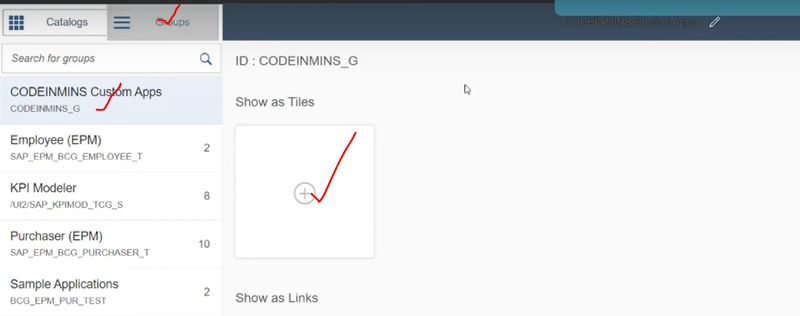 Catalogs
Groups
CODEINMINS Custom Apps
Search for groups
ID : CODEINMINS_G
CODEINMINS Custom Apps
CODEINMINS_G
Show as Tiles
Employee (EPM)
2
SAP_EPM_BCG_EMPLOYEE_T
KPI Modeler
8
/UI2/SAP_KPIMOD_TCG_S
Purchaser (EPM)
10
SAP_EPM_BCG_PURCHASER_T
Sample Applications
2
BCG_EPM_PUR_TEST
Show as Links